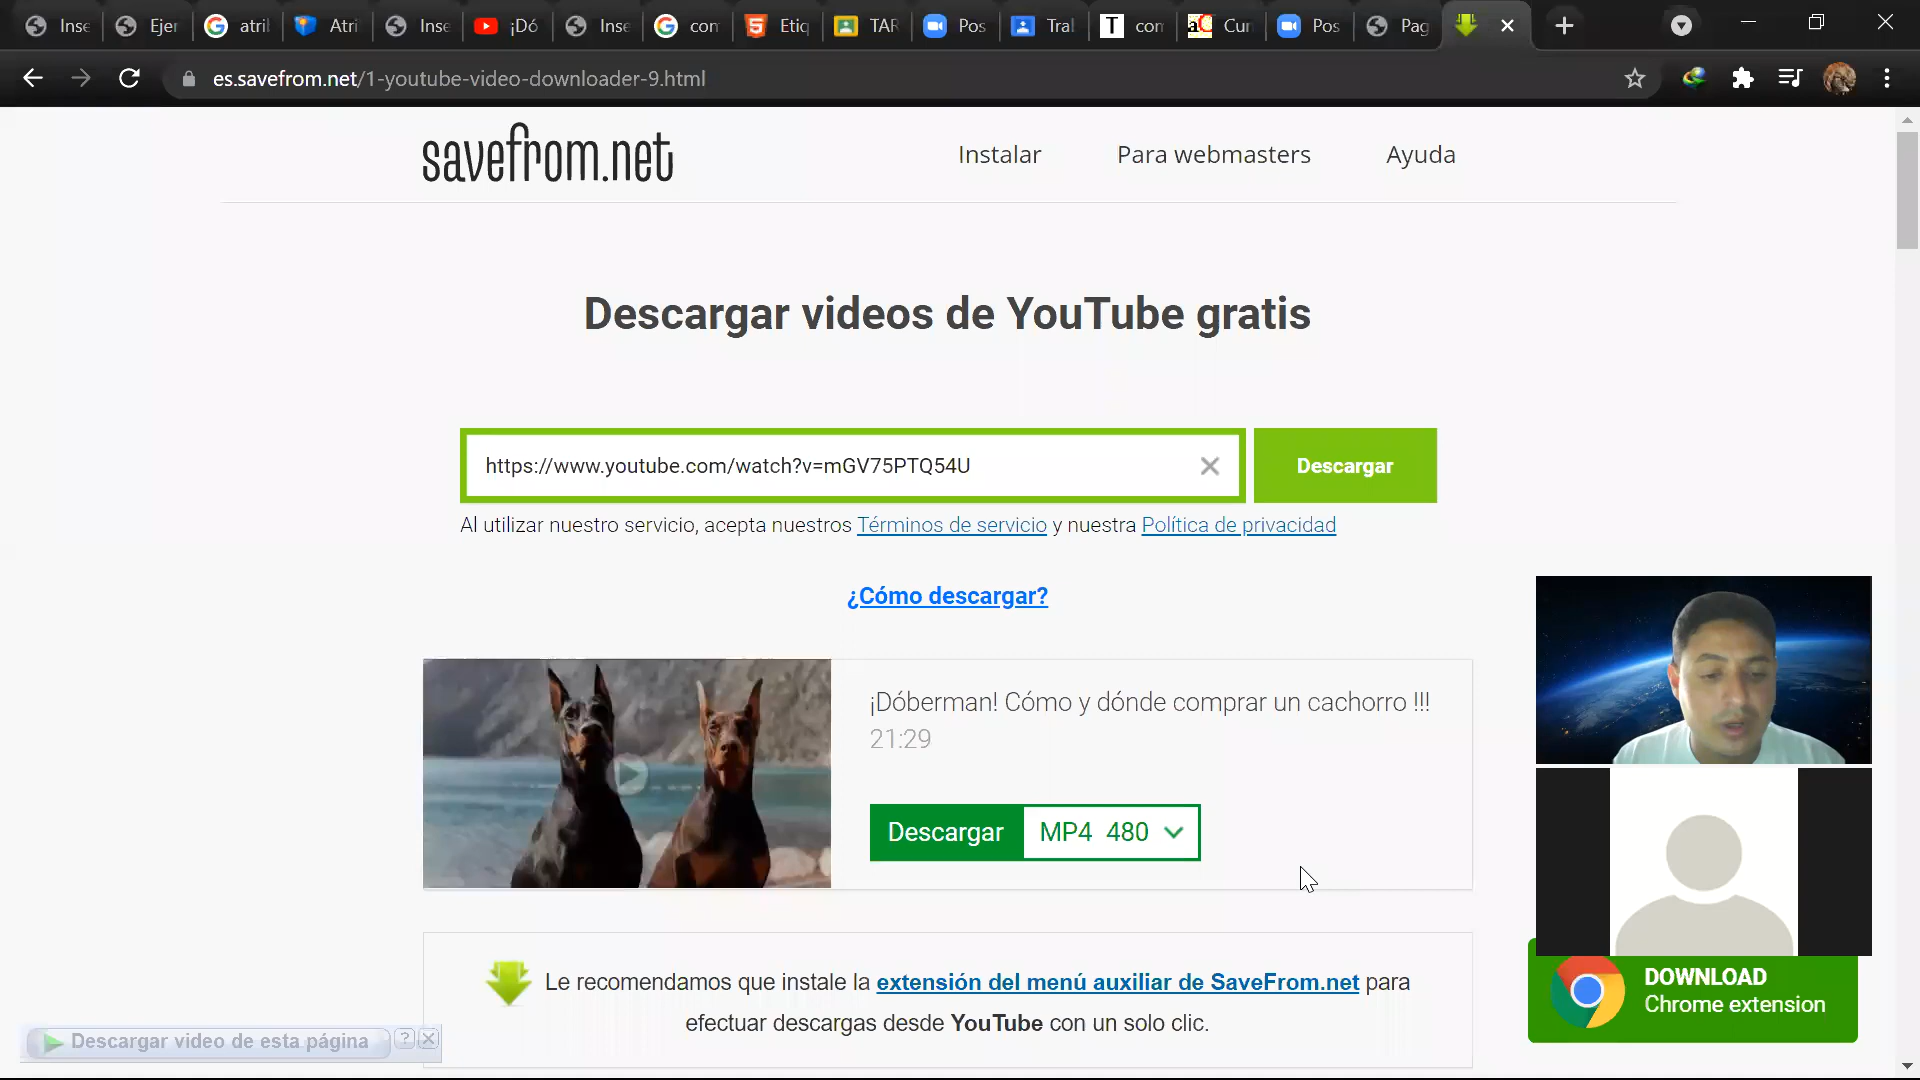 Inse
Ejer
atril
Atri
Inse
¡Dó
Inse
con
Etiq
TAR
Pos
Tral
con
Cur
Pos
Pag
es.savefrom.net/1-youtube-video-downloader-9.html
savefrom.net
Instalar
Para webmasters
Ayuda
Descargar videos de YouTube gratis
https://www.youtube.com/watch?v=mGV75PTQ54U
Descargar
Al utilizar nuestro servicio, acepta nuestros Términos de servicio y nuestra Política de privacidad
¿Cómo descargar?
¡Dóberman! Cómo y dónde comprar un cachorro !!!
21:29
Descargar
MP4 480
Le recomendamos que instale la extensión del menú auxiliar de SaveFrom.net para
efectuar descargas desde YouTube con un solo clic.
DOWNLOAD
Chrome extension
Descargar video de esta página
?